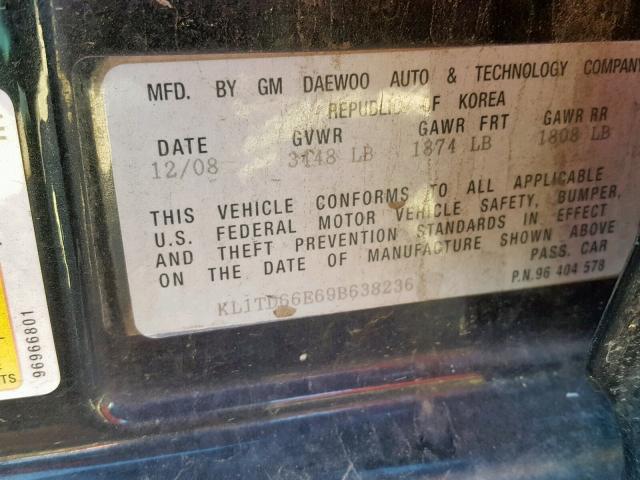 MFD. BY GM DAEWOO AUTO & TECHNOLOGY COMPANY
REPUBLIC OF KOREA
DATE GVWR GAWR FRT GAWR RR
12/08 3148 LB 1874 LB 1808 LB
THIS VEHICLE CONFORMS TO ALL APPLICABLE
U.S. FEDERAL MOTOR VEHICLE SAFETY, BUMPER,
AND THEFT PREVENTION STANDARDS IN EFFECT
ON THE DATE OF MANUFACTURE SHOWN ABOVE
PASS. CAR
KL1TD66E69B638236
P.N.96 404 578
96966801
E
TS